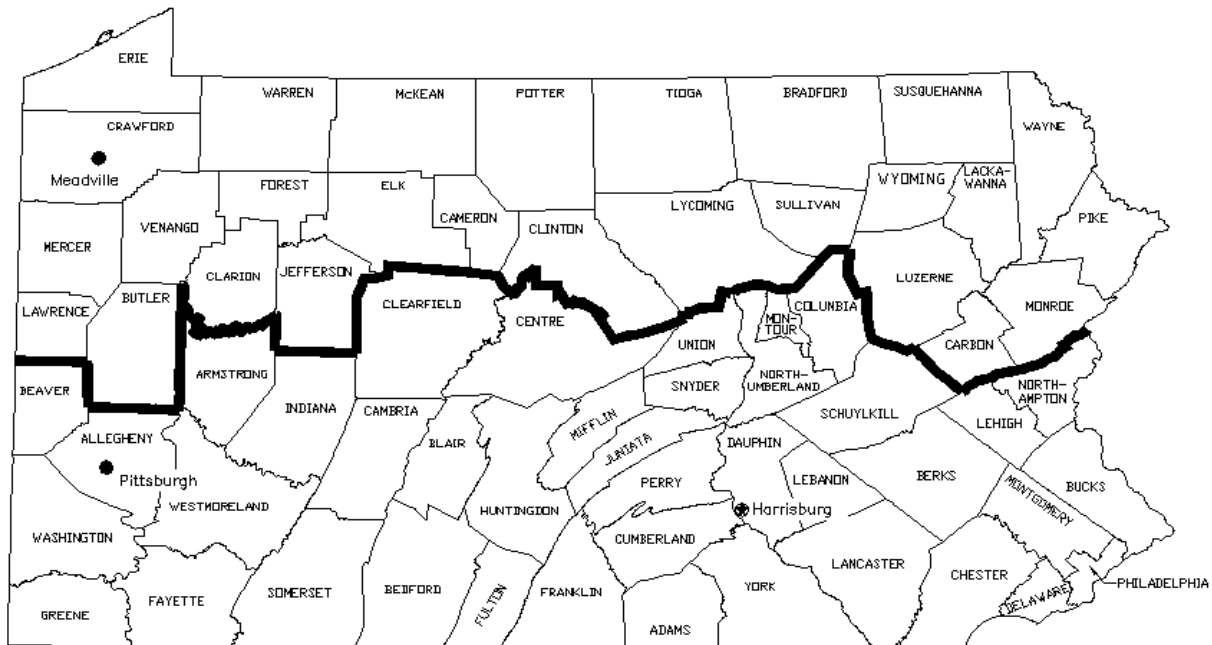 ERIE
WARREN
McKEAN
POTTER
TIOGA
BRADFORD
SUSQUEHANNA
WAYNE
CRAWFORD
Meadville
FOREST
ELK
WYOMING
LACKA-
WANNA
VENANGO
CAMERON
CLINTON
LYCOMING
SULLIVAN
PIKE
MERCER
CLARION
JEFFERSON
LUZERNE
LAWRENCE
BUTLER
CLEARFIELD
CENTRE
COLUMBIA
MONROE
MON-
TOUR
UNION
CARBON
BEAVER
ARMSTRONG
SNYDER
NORTH-
UMBERLAND
NORTH-
AMPTON
INDIANA
CAMBRIA
MIFFLIN
SCHUYLKILL
LEHIGH
ALLEGHENY
BLAIR
JUNIATA
DAUPHIN
Pittsburgh
PERRY
LEBANON
BERKS
MONTGOMERY
BUCKS
WESTMORELAND
HUNTINGDON
Harrisburg
WASHINGTON
CUMBERLAND
LANCASTER
CHESTER
DELAWARE
PHILADELPHIA
GREENE
FAYETTE
SOMERSET
BEDFORD
FULTON
FRANKLIN
ADAMS
YORK